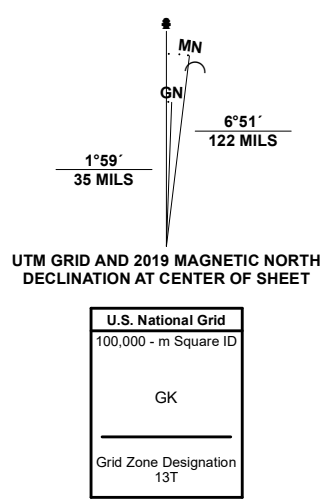 MN
GN
6°51´
122 MILS
1°59´
35 MILS
UTM GRID AND 2019 MAGNETIC NORTH
DECLINATION AT CENTER OF SHEET
U.S. National Grid
100,000 - m Square ID
GK
Grid Zone Designation
13T